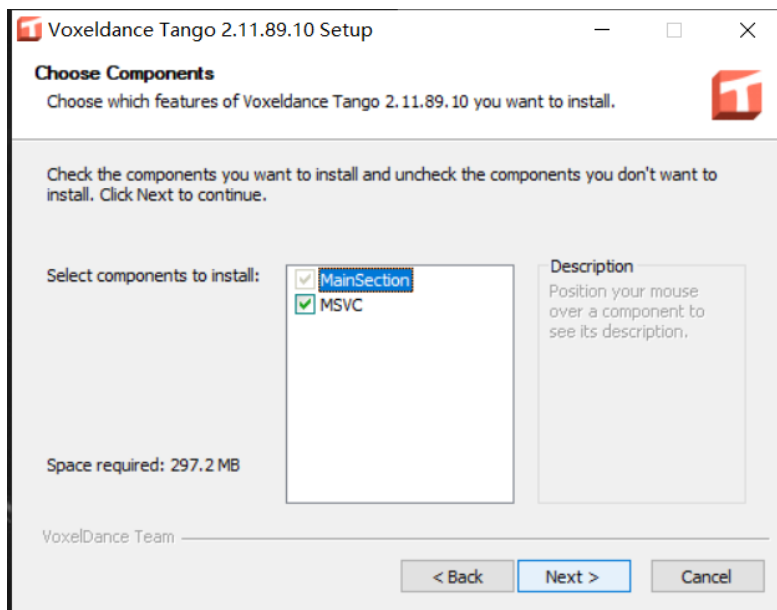 Voxeldance Tango 2.11.89.10 Setup
Choose Components
Choose which features of Voxeldance Tango 2.11.89.10 you want to install.
Check the components you want to install and uncheck the components you don't want to
install. Click Next to continue.
Select components to install:
MainSection
MSVC
Description
Position your mouse
over a component to
see its description.
Space required: 297.2 MB
VoxelDance Team
< Back
Next >
Cancel